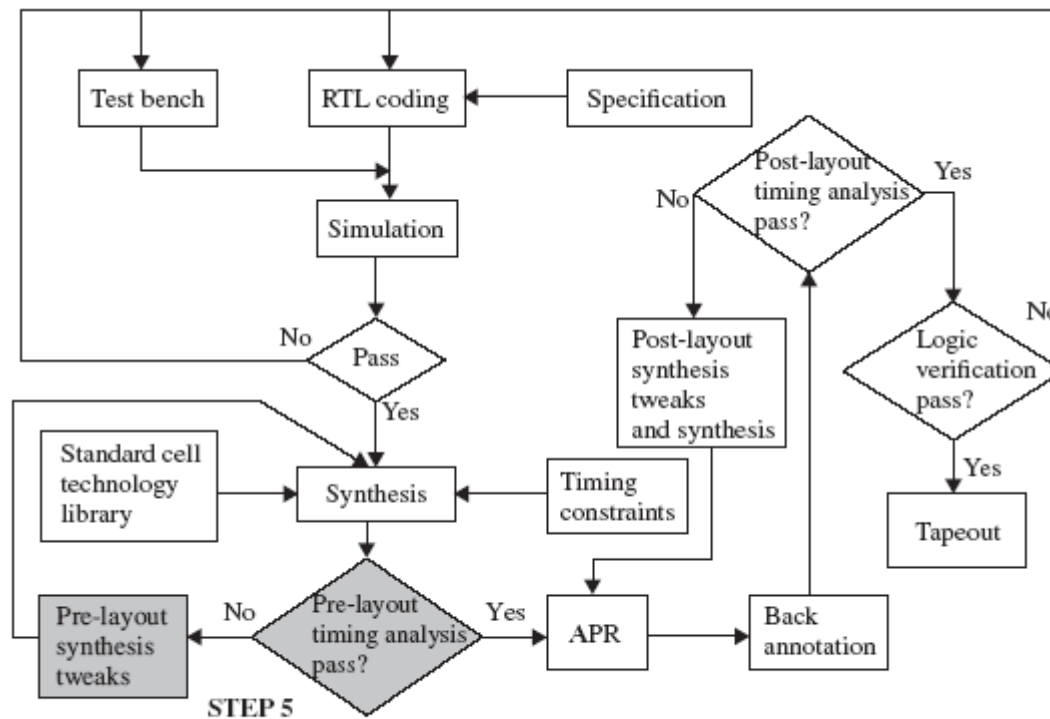 Test bench
RTL coding
Specification
Simulation
Post-layout
timing analysis
pass?
No
Yes
No
Pass
Yes
Post-layout
synthesis
tweaks
and synthesis
No
Logic
verification
pass?
Yes
Tapeout
Standard cell
technology
library
Synthesis
Timing
constraints
Pre-layout
synthesis
tweaks
No
Pre-layout
timing analysis
pass?
Yes
APR
Back
annotation
STEP 5